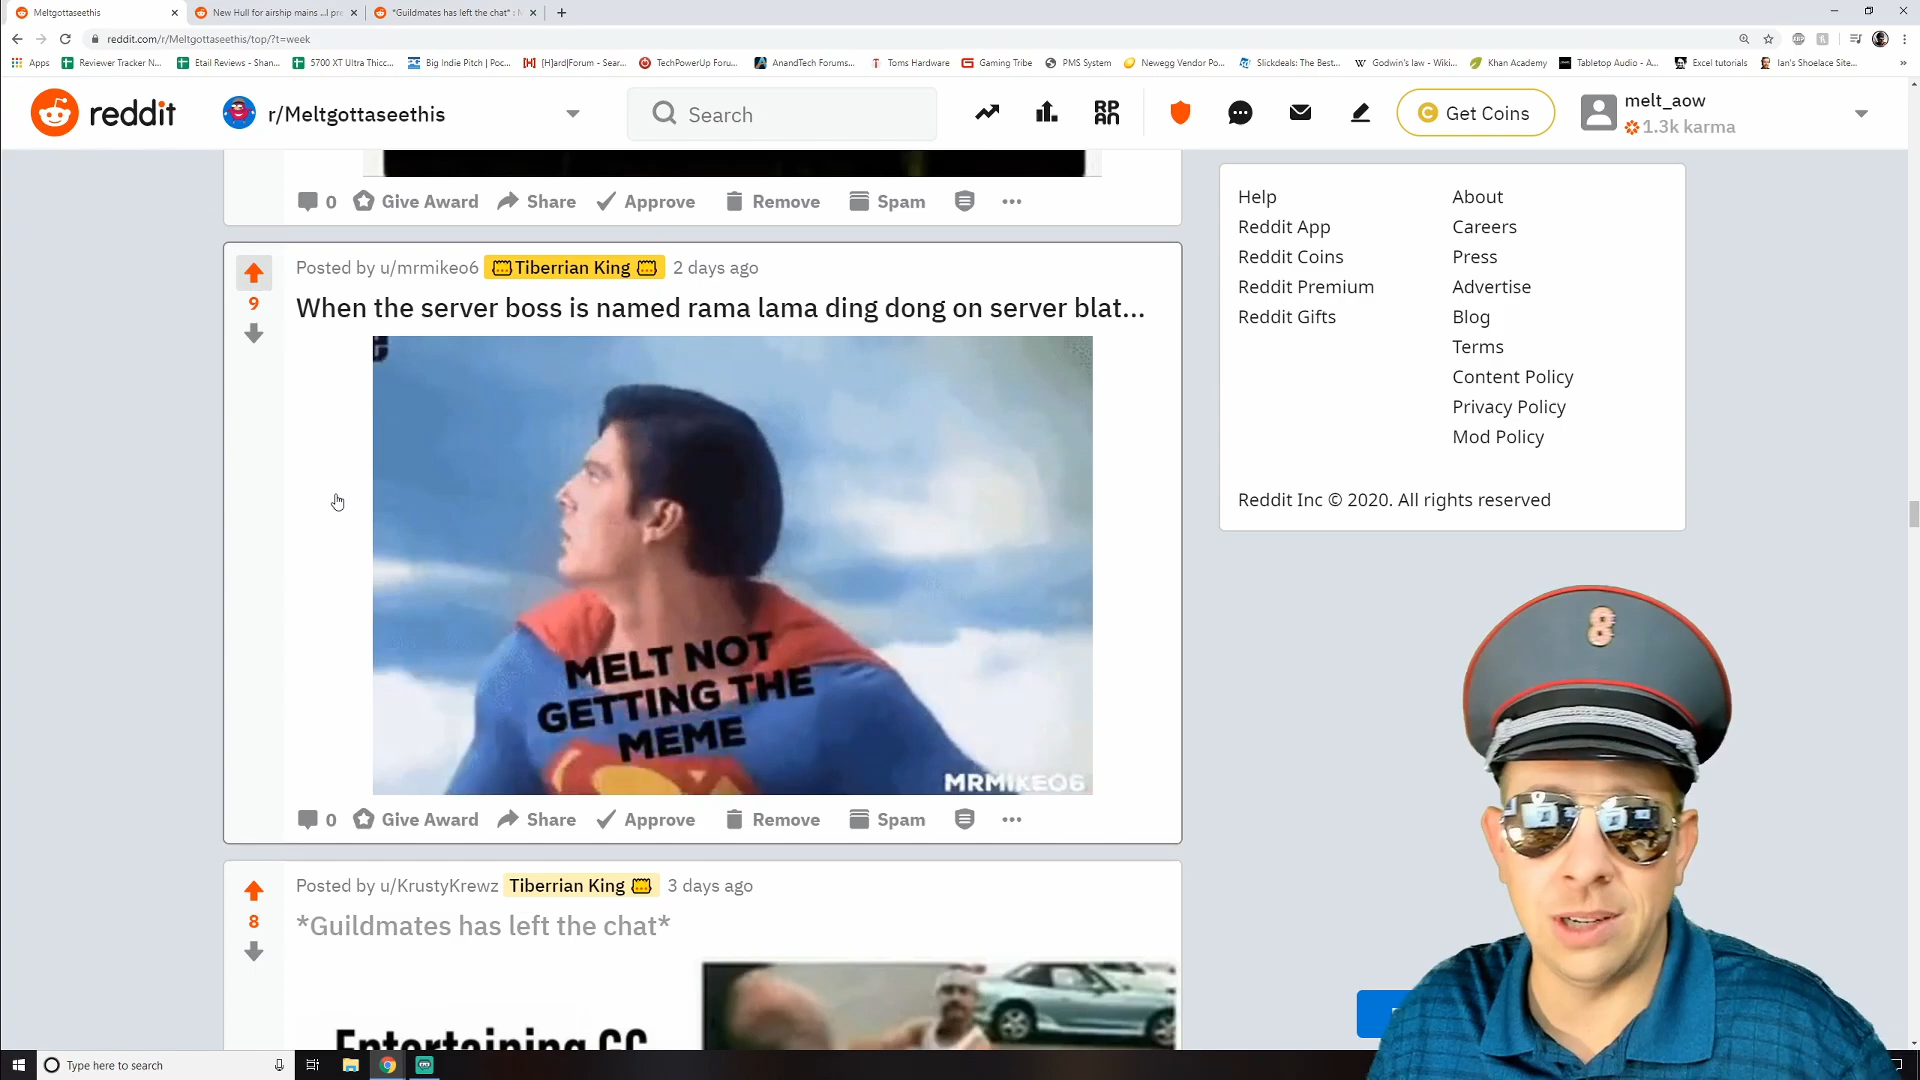 Meltgottaseethis
New Hull for airship mains ...I pre
*Guildmates has left the chat* :
reddit.com/r/Meltgottaseethis/top/?t=week
Apps
Reviewer Tracker N...
Etail Reviews - Shan...
5700 XT Ultra Thicc...
Big Indie Pitch | Poc...
[H]ard|Forum - Sear...
TechPowerUp Foru...
AnandTech Forums...
Toms Hardware
Gaming Tribe
PMS System
Newegg Vendor Po...
Slickdeals: The Best...
Godwin's law - Wiki...
Khan Academy
Tabletop Audio - A...
Excel tutorials
Ian's Shoelace Site...
reddit
r/Meltgottaseethis
Search
RPAN
Get Coins
melt_aow
1.3k karma
0 Give Award Share Approve Remove Spam
Posted by u/mrmikeo6 Tiberrian King 2 days ago
9
When the server boss is named rama lama ding dong on server blat...
MELT NOT
GETTING THE
MEME
MRMIKEO6
0 Give Award Share Approve Remove Spam
Posted by u/KrustyKrewz Tiberrian King 3 days ago
8
*Guildmates has left the chat*
Entertaining GC
Help
Reddit App
Reddit Coins
Reddit Premium
Reddit Gifts
About
Careers
Press
Advertise
Blog
Terms
Content Policy
Privacy Policy
Mod Policy
Reddit Inc © 2020. All rights reserved
8
Type here to search